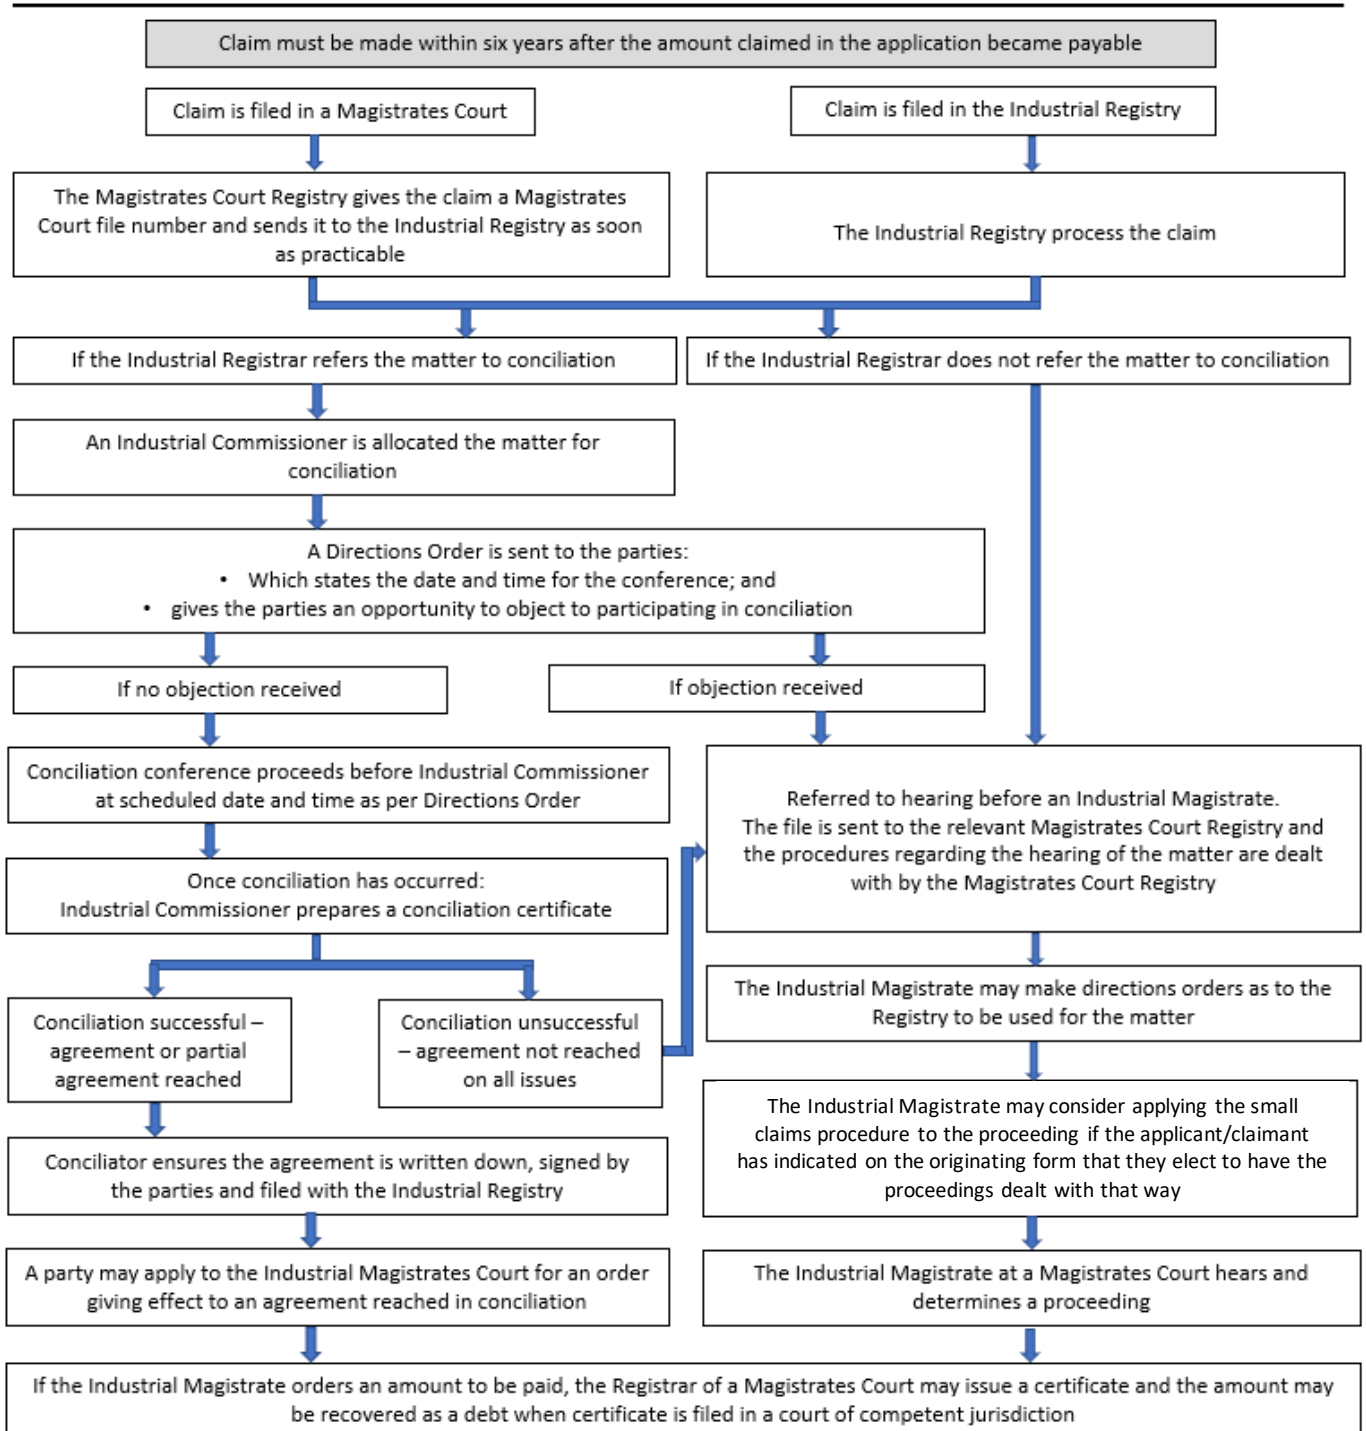 Claim must be made within six years after the amount claimed in the application became payable
Claim is filed in a Magistrates Court
Claim is filed in the Industrial Registry
The Magistrates Court Registry gives the claim a Magistrates
Court file number and sends it to the Industrial Registry as soon
as practicable
The Industrial Registry process the claim
If the Industrial Registrar refers the matter to conciliation
If the Industrial Registrar does not refer the matter to conciliation
An Industrial Commissioner is allocated the matter for
conciliation
A Directions Order is sent to the parties:
• Which states the date and time for the conference; and
• gives the parties an opportunity to object to participating in conciliation
If no objection received
If objection received
Conciliation conference proceeds before Industrial Commissioner
at scheduled date and time as per Directions Order
Referred to hearing before an Industrial Magistrate.
The file is sent to the relevant Magistrates Court Registry and
the procedures regarding the hearing of the matter are dealt
with by the Magistrates Court Registry
Once conciliation has occurred:
Industrial Commissioner prepares a conciliation certificate
Conciliation successful –
agreement or partial
agreement reached
Conciliation unsuccessful
– agreement not reached
on all issues
The Industrial Magistrate may make directions orders as to the
Registry to be used for the matter
The Industrial Magistrate may consider applying the small
claims procedure to the proceeding if the applicant/claimant
has indicated on the originating form that they elect to have the
proceedings dealt with that way
Conciliator ensures the agreement is written down, signed by
the parties and filed with the Industrial Registry
A party may apply to the Industrial Magistrates Court for an order
giving effect to an agreement reached in conciliation
The Industrial Magistrate at a Magistrates Court hears and
determines a proceeding
If the Industrial Magistrate orders an amount to be paid, the Registrar of a Magistrates Court may issue a certificate and the amount may
be recovered as a debt when certificate is filed in a court of competent jurisdiction